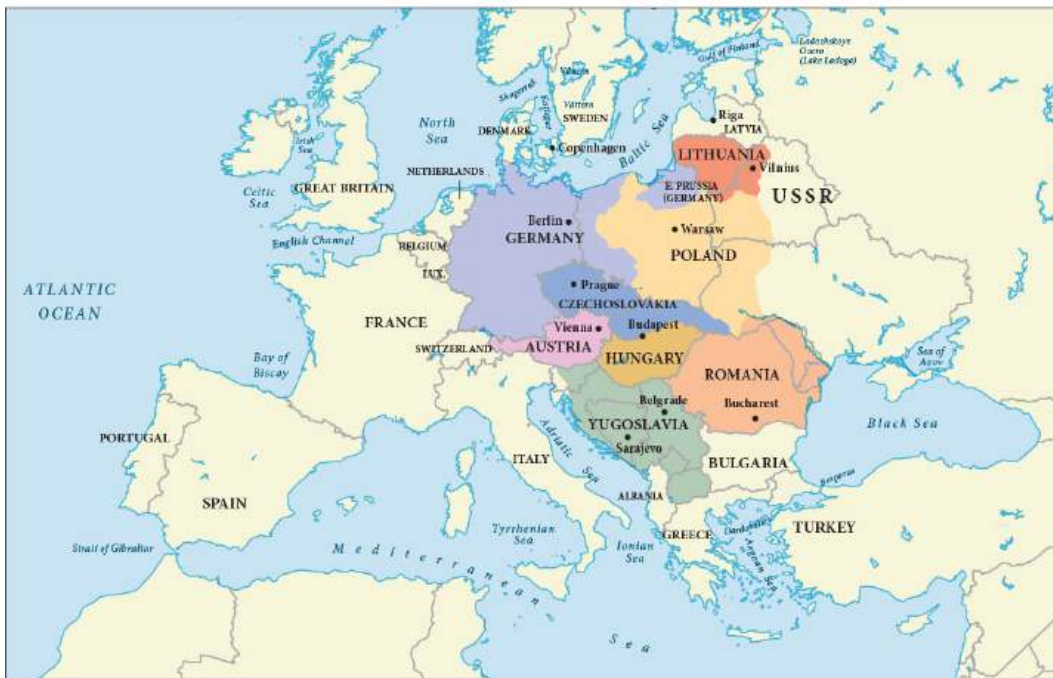 Ladozhskoye
Ozero
(Lake Ladoga)
Gulf of Finland
Vänern
Skagerrak
Kattegat
Vättern
SWEDEN
North
Sea
DENMARK
Copenhagen
Baltic Sea
Riga
LATVIA
LITHUANIA
Vilnius
Irish
Sea
NETHERLANDS
E. PRUSSIA
(GERMANY)
USSR
Celtic
Sea
GREAT BRITAIN
Berlin
GERMANY
Warsaw
POLAND
English Channel
BELGIUM
LUX.
Prague
CZECHOSLOVAKIA
ATLANTIC
OCEAN
FRANCE
Vienna
AUSTRIA
Budapest
HUNGARY
SWITZERLAND
Bay of
Biscay
Sea of
Azov
ROMANIA
Bucharest
Belgrade
YUGOSLAVIA
Sarajevo
Black Sea
PORTUGAL
SPAIN
ITALY
Adriatic Sea
BULGARIA
Bosporus
ALBANIA
GREECE
Dardanelles
Aegean Sea
TURKEY
Strait of Gibraltar
Tyrrhenian
Sea
Ionian
Sea
Mediterranean
Sea